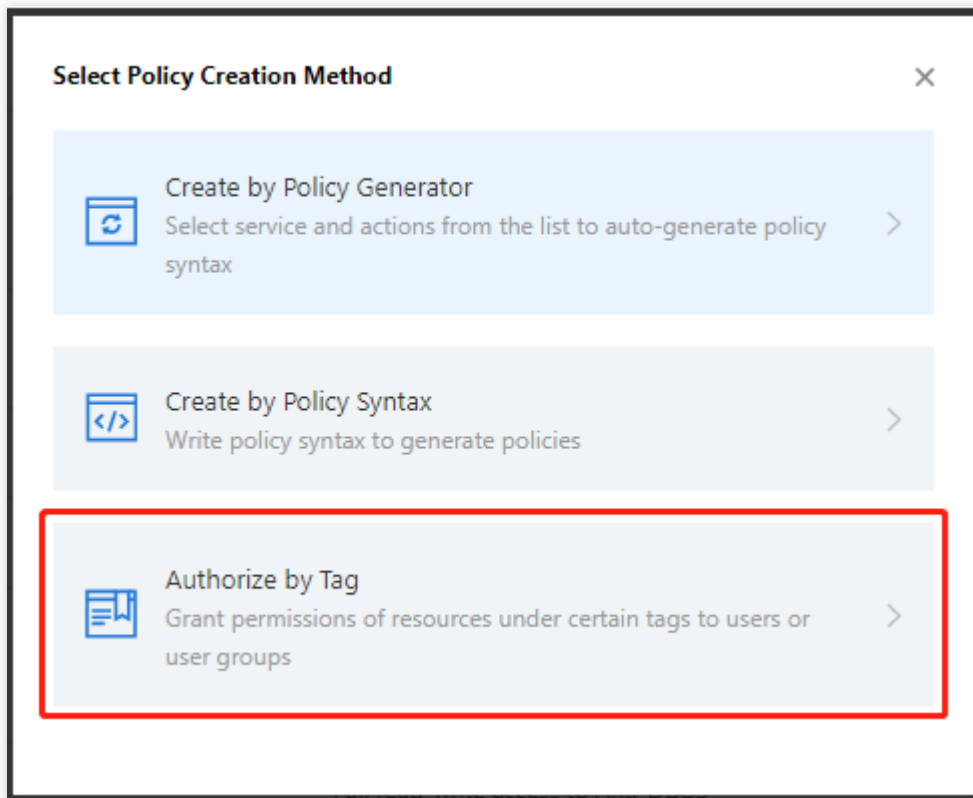 Select Policy Creation Method
Create by Policy Generator
Select service and actions from the list to auto-generate policy
syntax
Create by Policy Syntax
Write policy syntax to generate policies
Authorize by Tag
Grant permissions of resources under certain tags to users or
user groups